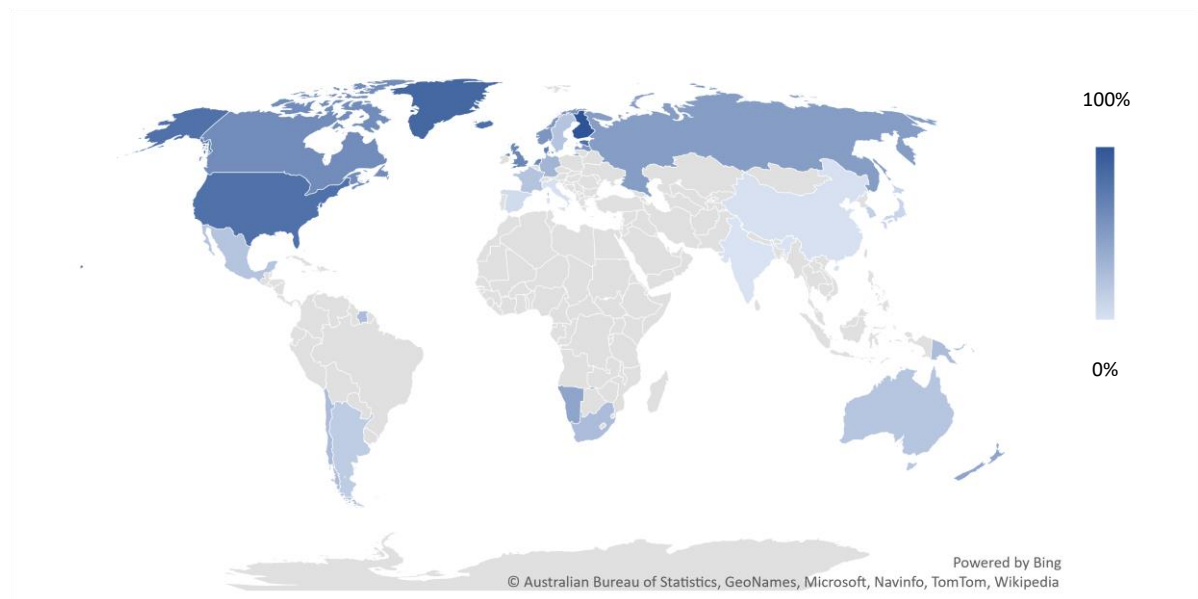 100%
0%
Powered by Bing
© Australian Bureau of Statistics, GeoNames, Microsoft, Navinfo, TomTom, Wikipedia